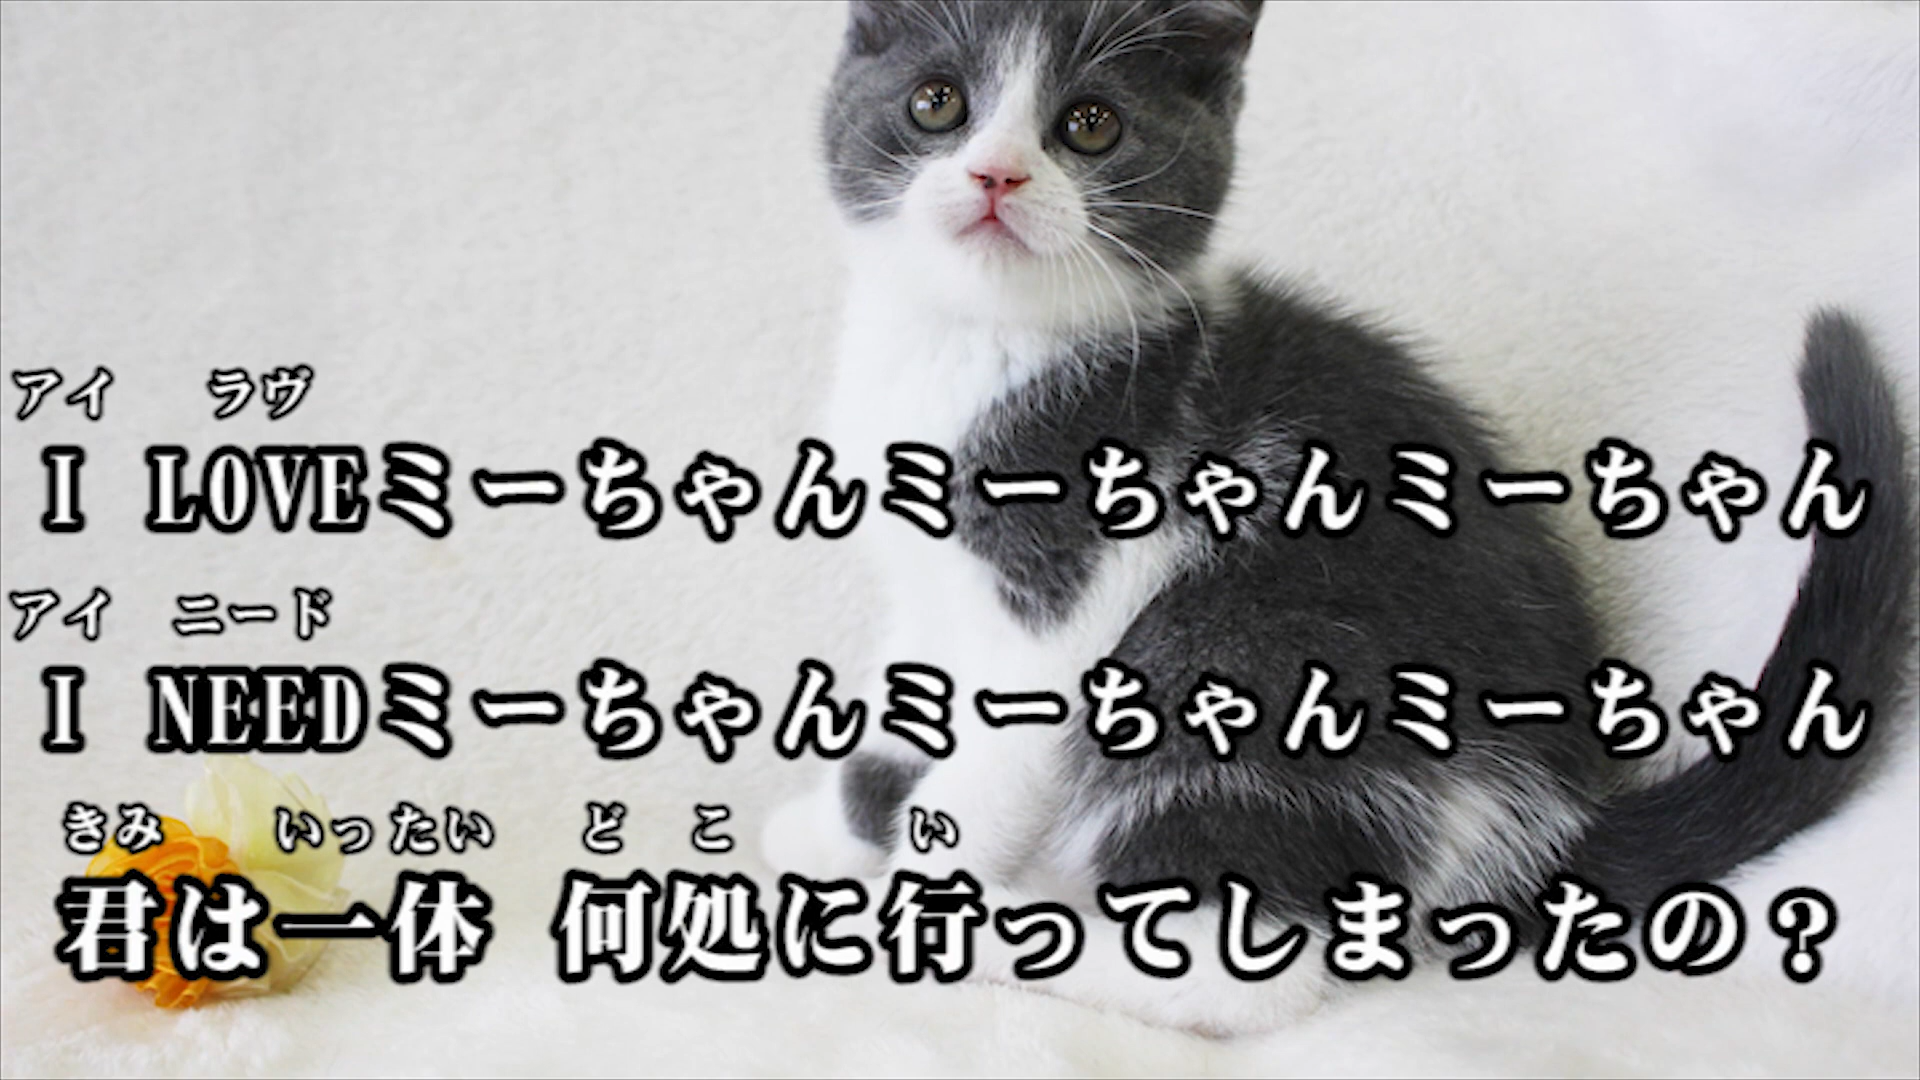 アイ ラヴ
I LOVEミーちゃんミーちゃんミーちゃん
アイ ニード
I NEEDミーちゃんミーちゃんミーちゃん
きみ いったい ど こ い
君は一体 何処に行ってしまったの?